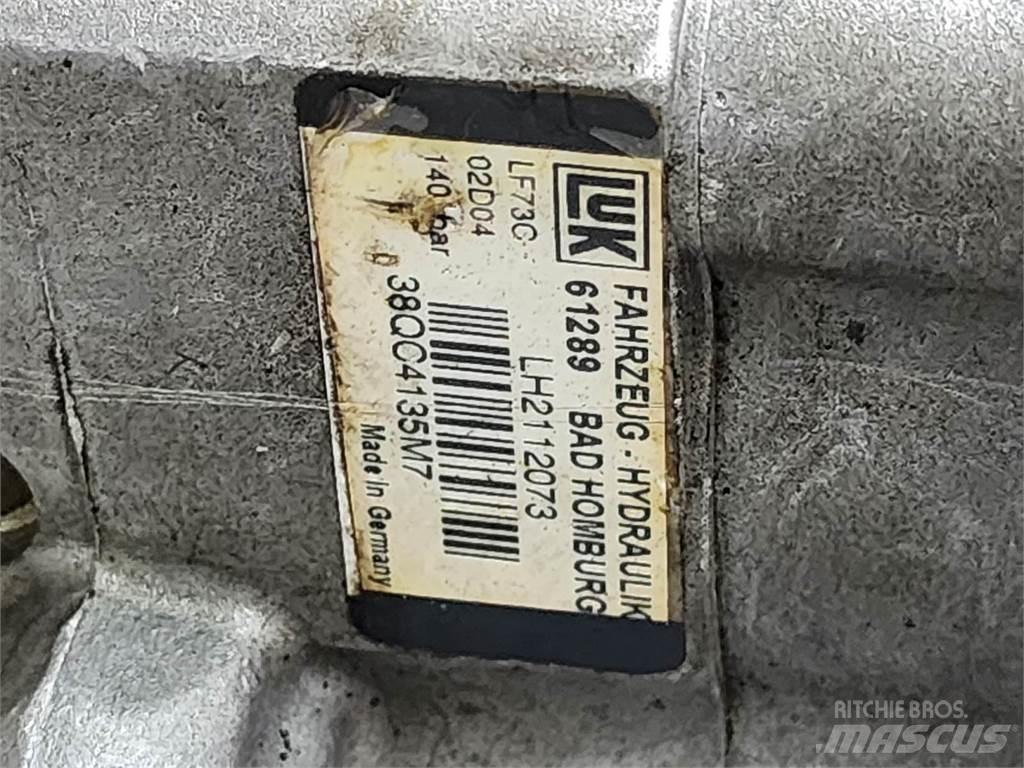 LUK
FAHRZEUG - HYDRAULIK
61289 BAD HOMBURG
LF73C -
LH2112073
02D04
140 bar
38QC4135M7
Made in Germany
RITCHIE BROS.
MASCUS